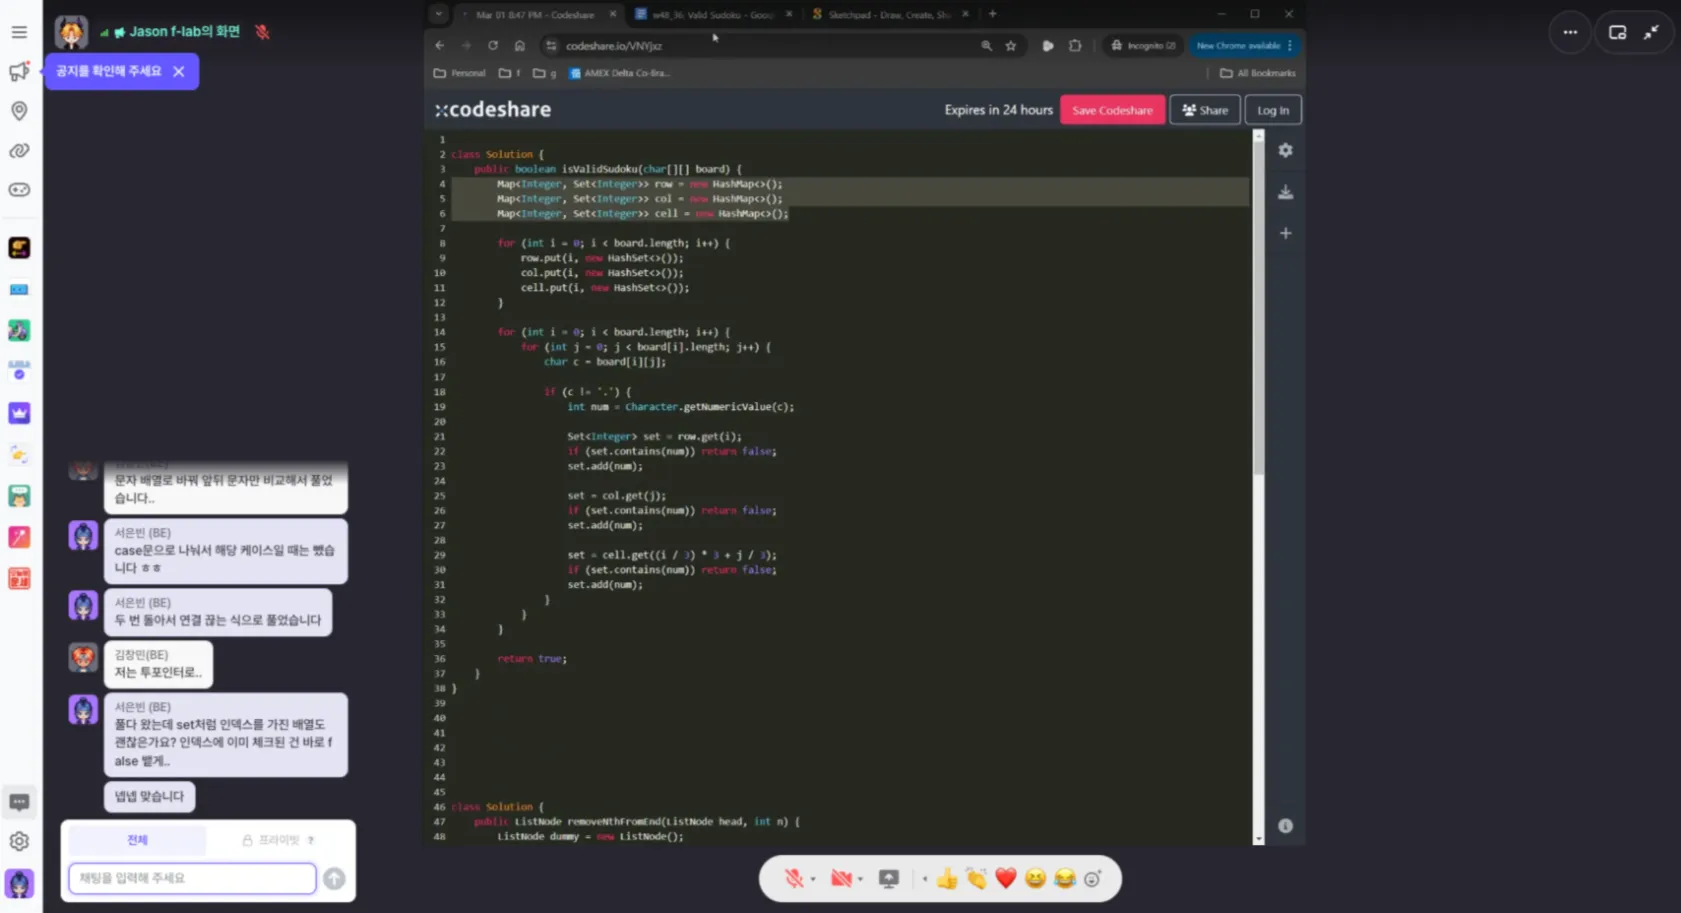 Jason f-lab의 화면
공지를 확인해 주세요
Mar 01 8:47 PM - Codeshare
w48_36: Valid Sudoku - Goog
Sketchpad - Draw, Create, Sh
codeshare.io/VNYjxz
Incognito (2)
New Chrome available
Personal
f
g
AMEX Delta Co-Bra...
All Bookmarks
codeshare
Expires in 24 hours
Save Codeshare
Share
Log In
1
2 class Solution {
3 public boolean isValidSudoku(char[][] board) {
4 Map<Integer, Set<Integer>> row = new HashMap<>();
5 Map<Integer, Set<Integer>> col = new HashMap<>();
6 Map<Integer, Set<Integer>> cell = new HashMap<>();
7
8 for (int i = 0; i < board.length; i++) {
9 row.put(i, new HashSet<>());
10 col.put(i, new HashSet<>());
11 cell.put(i, new HashSet<>());
12 }
13
14 for (int i = 0; i < board.length; i++) {
15 for (int j = 0; j < board[i].length; j++) {
16 char c = board[i][j];
17
18 if (c != '.') {
19 int num = Character.getNumericValue(c);
20
21 Set<Integer> set = row.get(i);
22 if (set.contains(num)) return false;
23 set.add(num);
24
25 set = col.get(j);
26 if (set.contains(num)) return false;
27 set.add(num);
28
29 set = cell.get((i / 3) * 3 + j / 3);
30 if (set.contains(num)) return false;
31 set.add(num);
32 }
33 }
34 }
35
36 return true;
37 }
38 }
39
40
41
42
43
44
45
46 class Solution {
47 public ListNode removeNthFromEnd(ListNode head, int n) {
48 ListNode dummy = new ListNode();
문자 배열로 바꿔 앞뒤 문자만 비교해서 풀었
습니다..
서은빈 (BE)
case문으로 나눠서 해당 케이스일 때는 뺐습
니다 ㅎㅎ
서은빈 (BE)
두 번 돌아서 연결 끊는 식으로 풀었습니다
김창민(BE)
저는 투포인터로..
서은빈 (BE)
풀다 왔는데 set처럼 인덱스를 가진 배열도
괜찮은가요? 인덱스에 이미 체크된 건 바로 f
alse 뱉게..
넵넵 맞습니다
전체
프라이빗 ?
채팅을 입력해 주세요